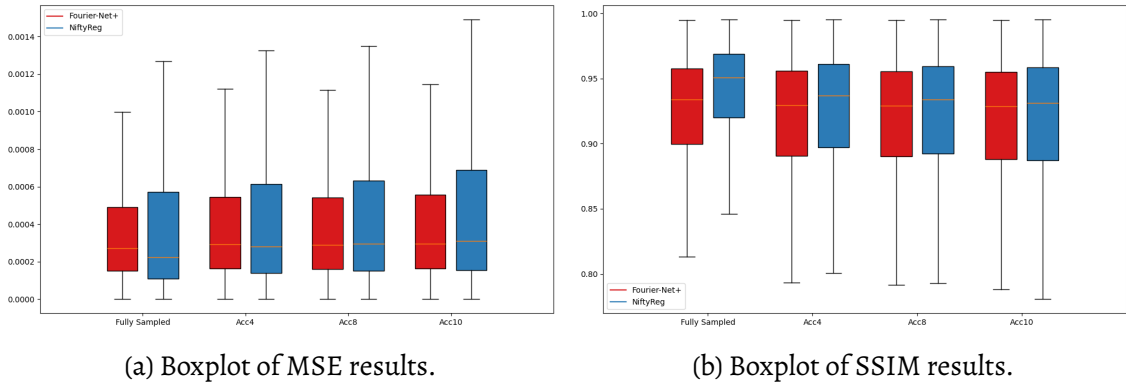 Fourier-Net+
NiftyReg
0.0014
0.0012
0.0010
0.0008
0.0006
0.0004
0.0002
0.0000
Fully Sampled Acc4 Acc8 Acc10
(a) Boxplot of MSE results.
1.00
0.95
0.90
0.85
0.80
Fourier-Net+
NiftyReg
Fully Sampled Acc4 Acc8 Acc10
(b) Boxplot of SSIM results.